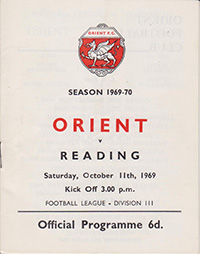 ORIENT F.C.
SEASON 1969-70
ORIENT
v
READING
Saturday, October 11th, 1969
Kick Off 3.00 p.m.
FOOTBALL LEAGUE - DIVISION III
Official Programme 6d.